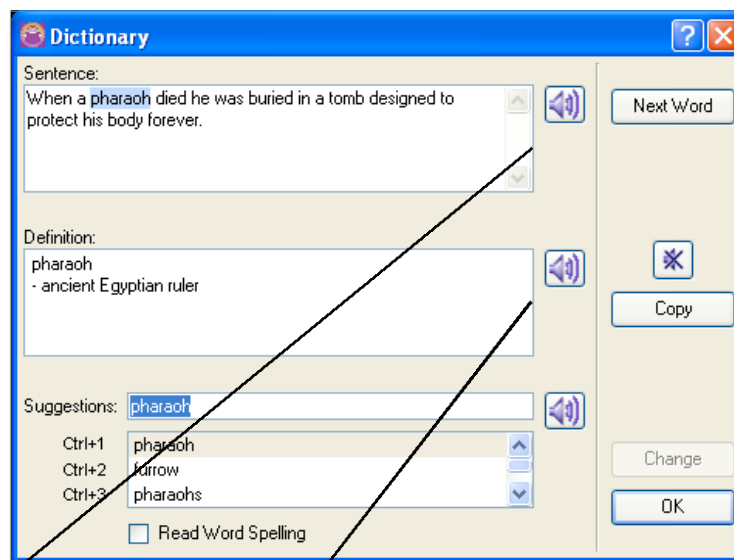 Dictionary
Sentence:
When a pharaoh died he was buried in a tomb designed to
protect his body forever.
Next Word
Definition:
pharaoh
- ancient Egyptian ruler
Copy
Suggestions: pharaoh
Ctrl+1 pharaoh
Ctrl+2 furrow
Ctrl+3 pharaohs
Change
OK
Read Word Spelling